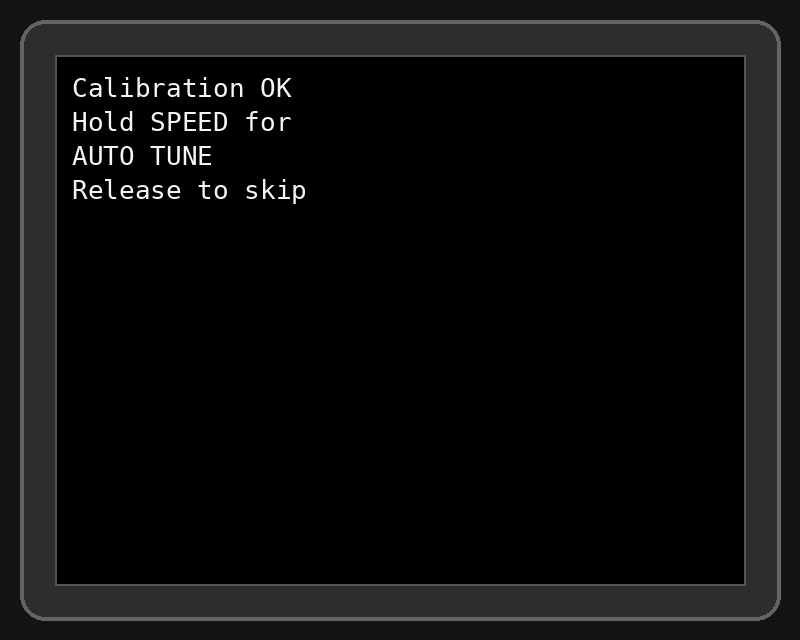 Calibration OK
Hold SPEED for
AUTO TUNE
Release to skip